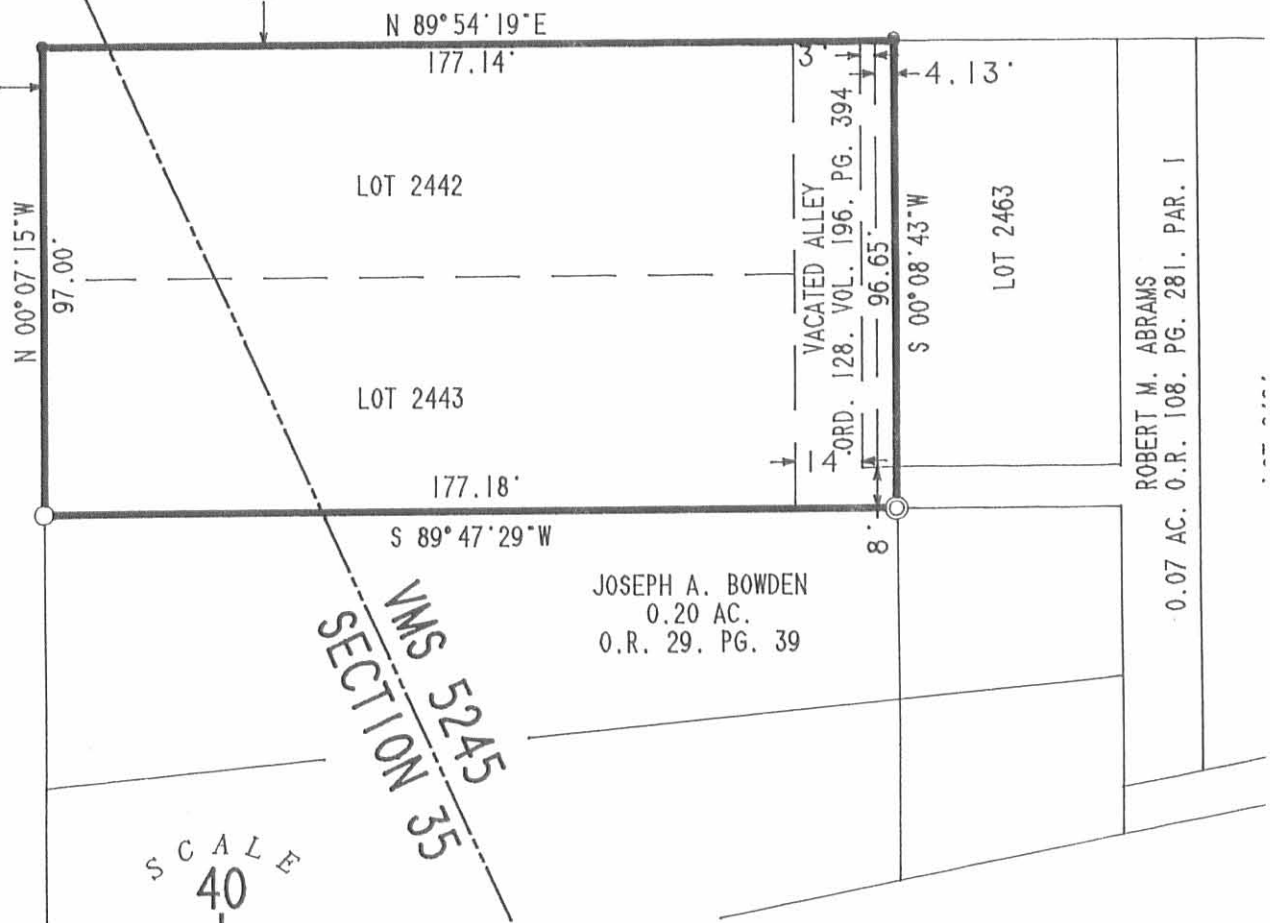 N 89°54'19"E
177.14'
3'
4.13'
LOT 2442
N 00°07'15"W
97.00'
VACATED ALLEY
ORD. 128. VOL. 196. PG. 394
96.65'
S 00°08'43"W
LOT 2463
ROBERT M. ABRAMS
0.07 AC. O.R. 108. PG. 281. PAR. I
LOT 2443
14'
177.18'
S 89°47'29"W
8'
JOSEPH A. BOWDEN
0.20 AC.
O.R. 29. PG. 39
VMS 5245
SECTION 35
SCALE
40